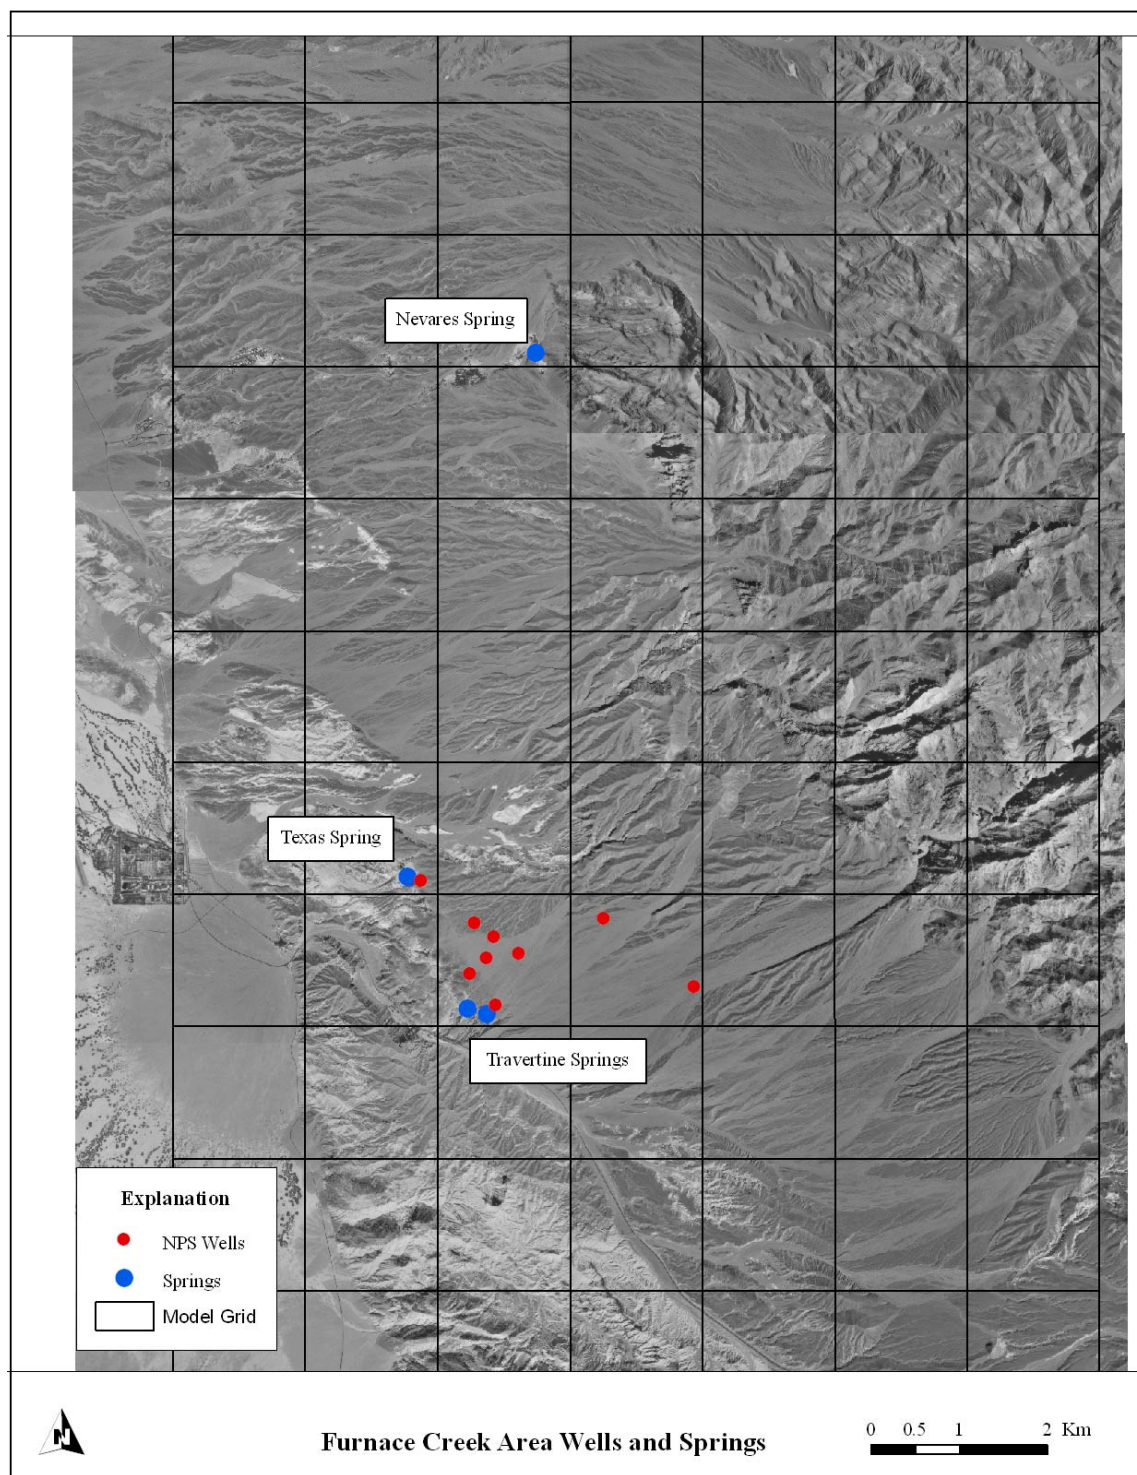 Nevares Spring
Texas Spring
Travertine Springs
Explanation
NPS Wells
Springs
Model Grid
N
Furnace Creek Area Wells and Springs
0 0.5 1 2 Km